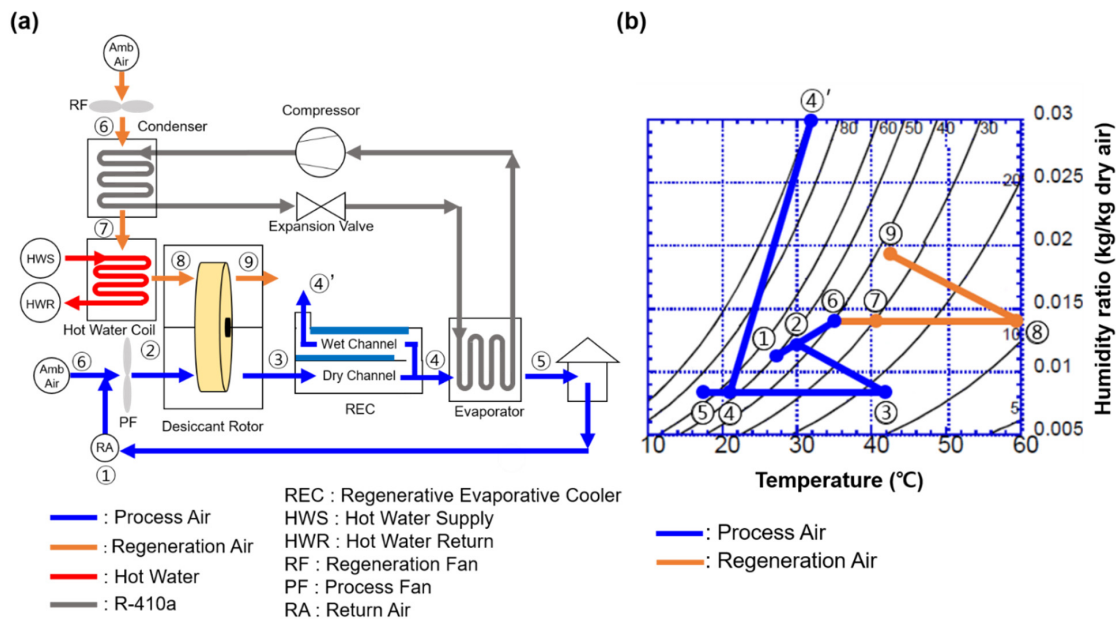 (a)
Amb
Air
RF
⑥
Condenser
Compressor
Expansion Valve
⑦
HWS
HWR
⑧
⑨
Hot Water Coil
②
④'
Wet Channel
⑥
Amb
Air
③
Dry Channel
④
⑤
PF
REC
Evaporator
Desiccant Rotor
RA
①
: Process Air
: Regeneration Air
: Hot Water
: R-410a
REC : Regenerative Evaporative Cooler
HWS : Hot Water Supply
HWR : Hot Water Return
RF : Regeneration Fan
PF : Process Fan
RA : Return Air
(b)
④'
80
60
50
40
30
20
10
5
0.03
0.025
0.02
0.015
0.01
0.005
⑨
⑥
⑦
②
①
⑧
⑤
④
③
10
20
30
40
50
60
Humidity ratio (kg/kg dry air)
Temperature (℃)
: Process Air
: Regeneration Air